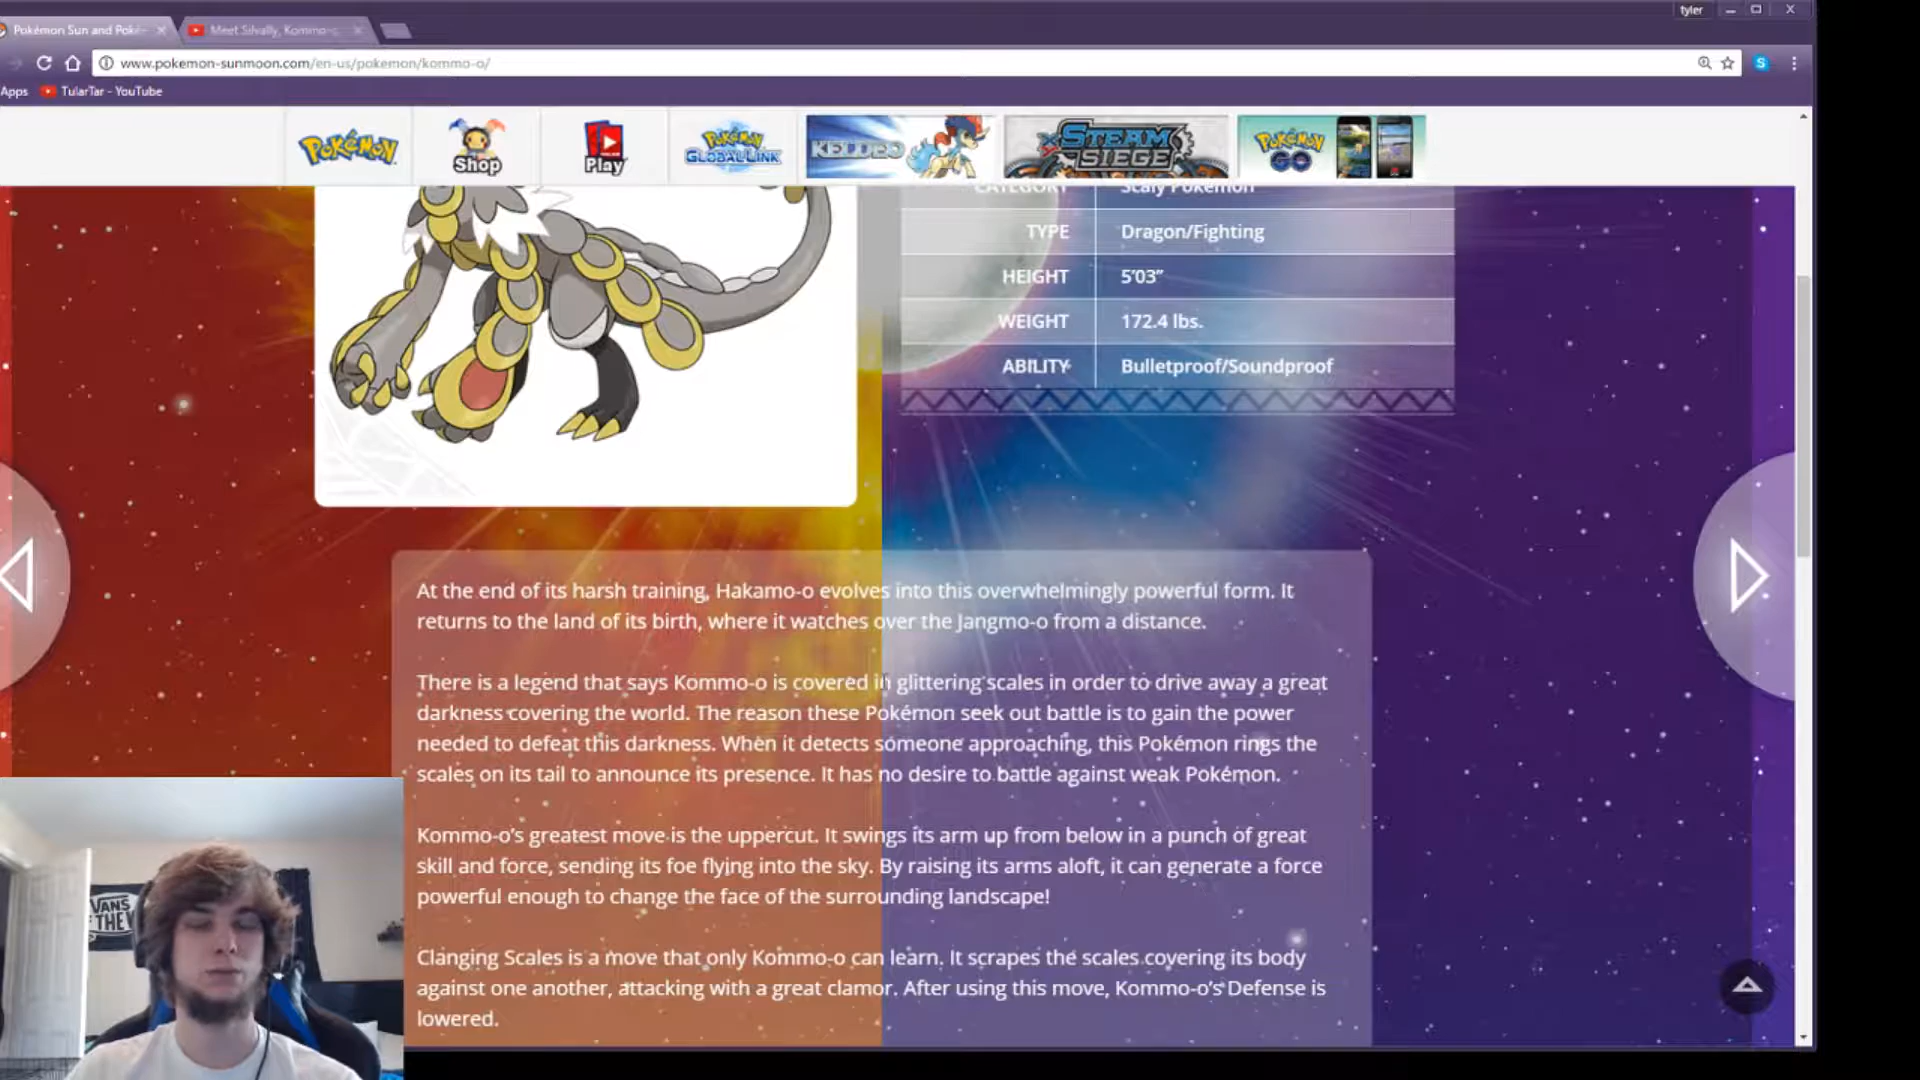 tyler
Pokémon Sun and Poké
Meet Silvally, Kommo-o,
www.pokemon-sunmoon.com/en-us/pokemon/kommo-o/
S
Apps TularTar - YouTube
POKéMON
Shop
Play
POKéMON GLOBAL LINK
KELDEO
STEAM SIEGE
POKéMON GO
CATEGORY Scaly Pokémon
TYPE Dragon/Fighting
HEIGHT 5'03"
WEIGHT 172.4 lbs.
ABILITY Bulletproof/Soundproof
At the end of its harsh training, Hakamo-o evolves into this overwhelmingly powerful form. It
returns to the land of its birth, where it watches over the Jangmo-o from a distance.
There is a legend that says Kommo-o is covered in glittering scales in order to drive away a great
darkness covering the world. The reason these Pokémon seek out battle is to gain the power
needed to defeat this darkness. When it detects someone approaching, this Pokémon rings the
scales on its tail to announce its presence. It has no desire to battle against weak Pokémon.
Kommo-o's greatest move is the uppercut. It swings its arm up from below in a punch of great
skill and force, sending its foe flying into the sky. By raising its arms aloft, it can generate a force
powerful enough to change the face of the surrounding landscape!
Clanging Scales is a move that only Kommo-o can learn. It scrapes the scales covering its body
against one another, attacking with a great clamor. After using this move, Kommo-o's Defense is
lowered.
VANS
THE